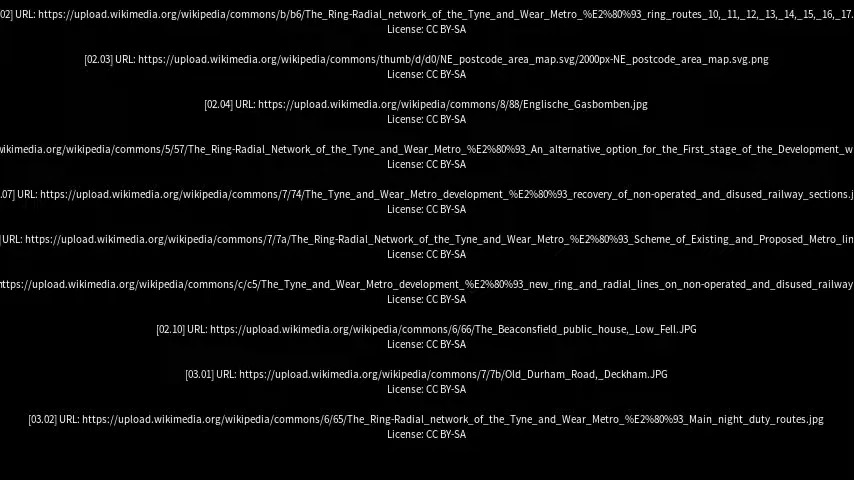 02] URL: https://upload.wikimedia.org/wikipedia/commons/b/b6/The_Ring-Radial_network_of_the_Tyne_and_Wear_Metro_%E2%80%93_ring_routes_10,_11,_12,_13,_14,_15,_16,_17.
License: CC BY-SA
[02.03] URL: https://upload.wikimedia.org/wikipedia/commons/thumb/d/d0/NE_postcode_area_map.svg/2000px-NE_postcode_area_map.svg.png
License: CC BY-SA
[02.04] URL: https://upload.wikimedia.org/wikipedia/commons/8/88/Englische_Gasbomben.jpg
License: CC BY-SA
wikimedia.org/wikipedia/commons/5/57/The_Ring-Radial_Network_of_the_Tyne_and_Wear_Metro_%E2%80%93_An_alternative_option_for_the_First_stage_of_the_Development_w
License: CC BY-SA
.07] URL: https://upload.wikimedia.org/wikipedia/commons/7/74/The_Tyne_and_Wear_Metro_development_%E2%80%93_recovery_of_non-operated_and_disused_railway_sections.j
License: CC BY-SA
URL: https://upload.wikimedia.org/wikipedia/commons/7/7a/The_Ring-Radial_Network_of_the_Tyne_and_Wear_Metro_%E2%80%93_Scheme_of_Existing_and_Proposed_Metro_lin
License: CC BY-SA
https://upload.wikimedia.org/wikipedia/commons/c/c5/The_Tyne_and_Wear_Metro_development_%E2%80%93_new_ring_and_radial_lines_on_non-operated_and_disused_railway
License: CC BY-SA
[02.10] URL: https://upload.wikimedia.org/wikipedia/commons/6/66/The_Beaconsfield_public_house,_Low_Fell.JPG
License: CC BY-SA
[03.01] URL: https://upload.wikimedia.org/wikipedia/commons/7/7b/Old_Durham_Road,_Deckham.JPG
License: CC BY-SA
[03.02] URL: https://upload.wikimedia.org/wikipedia/commons/6/65/The_Ring-Radial_network_of_the_Tyne_and_Wear_Metro_%E2%80%93_Main_night_duty_routes.jpg
License: CC BY-SA